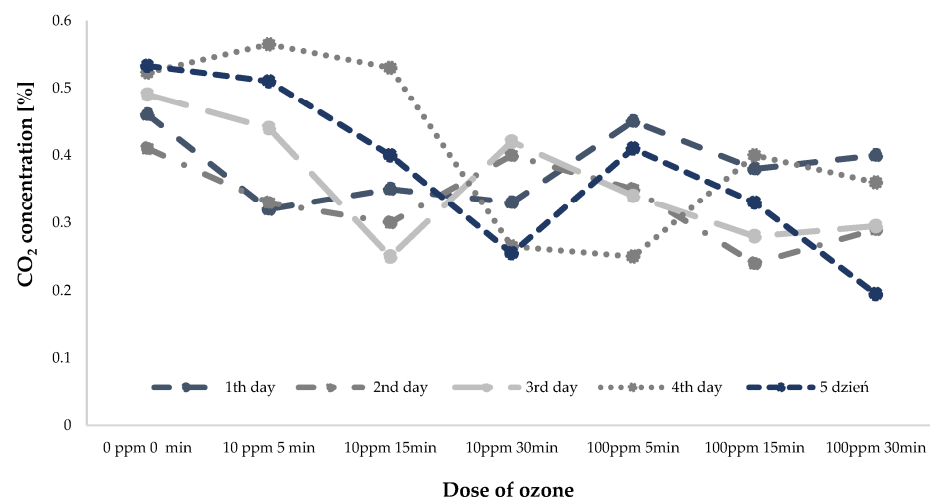 0.6
0.5
0.4
0.3
0.2
0.1
0
CO₂ concentration [%]
1th day 2nd day 3rd day 4th day 5 dzień
0 ppm 0 min 10 ppm 5 min 10ppm 15min 10ppm 30min 100ppm 5min 100ppm 15min 100ppm 30min
Dose of ozone